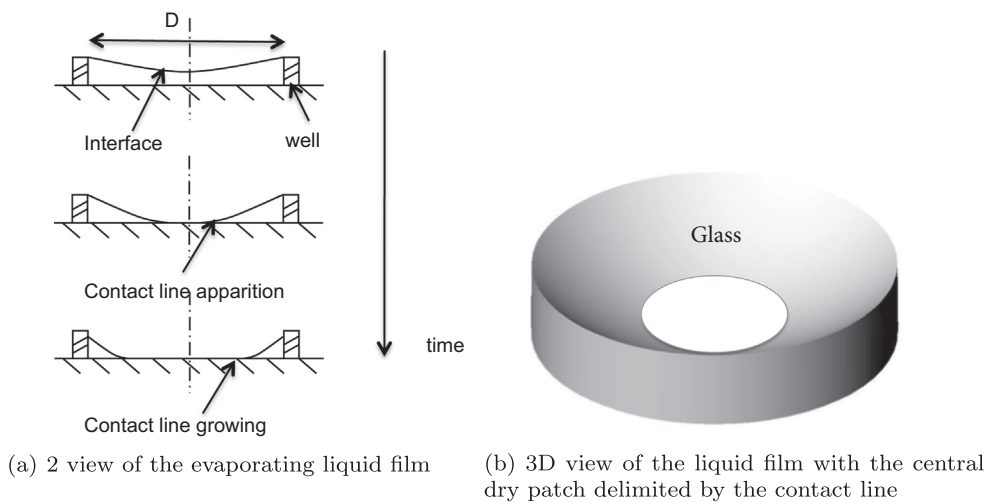 D
Interface
well
Contact line apparition
time
Contact line growing
Glass
(a) 2 view of the evaporating liquid film
(b) 3D view of the liquid film with the central
dry patch delimited by the contact line